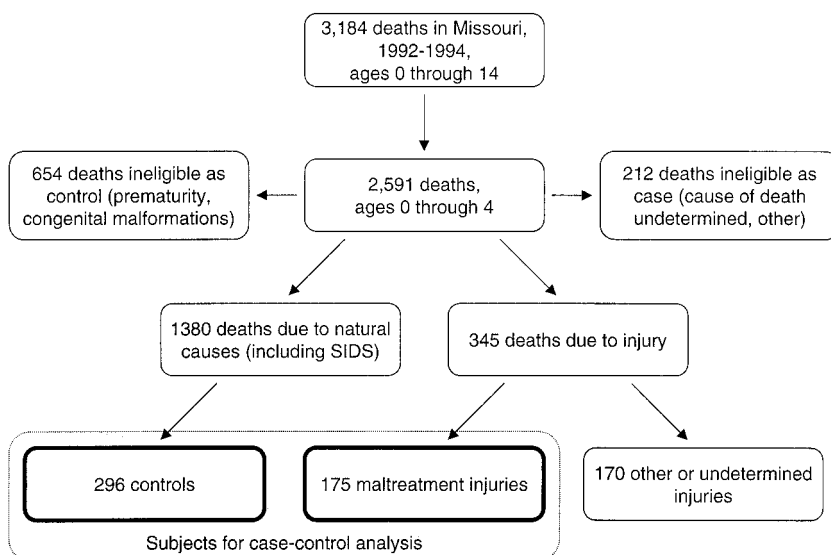 3,184 deaths in Missouri,
1992-1994,
ages 0 through 14
654 deaths ineligible as
control (prematurity,
congenital malformations)
2,591 deaths,
ages 0 through 4
212 deaths ineligible as
case (cause of death
undetermined, other)
1380 deaths due to natural
causes (including SIDS)
345 deaths due to injury
296 controls
175 maltreatment injuries
170 other or undetermined
injuries
Subjects for case-control analysis